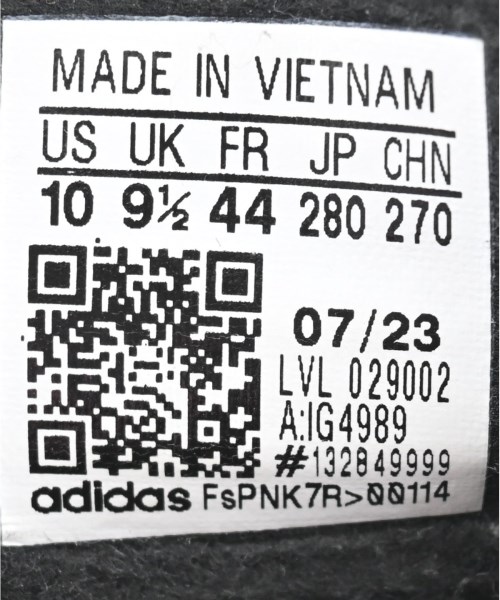 MADE IN VIETNAM
US UK FR JP CHN
10 9½ 44 280 270
07/23
LVL 029002
A:IG4989
#132849999
adidas FsPNK7R>00114